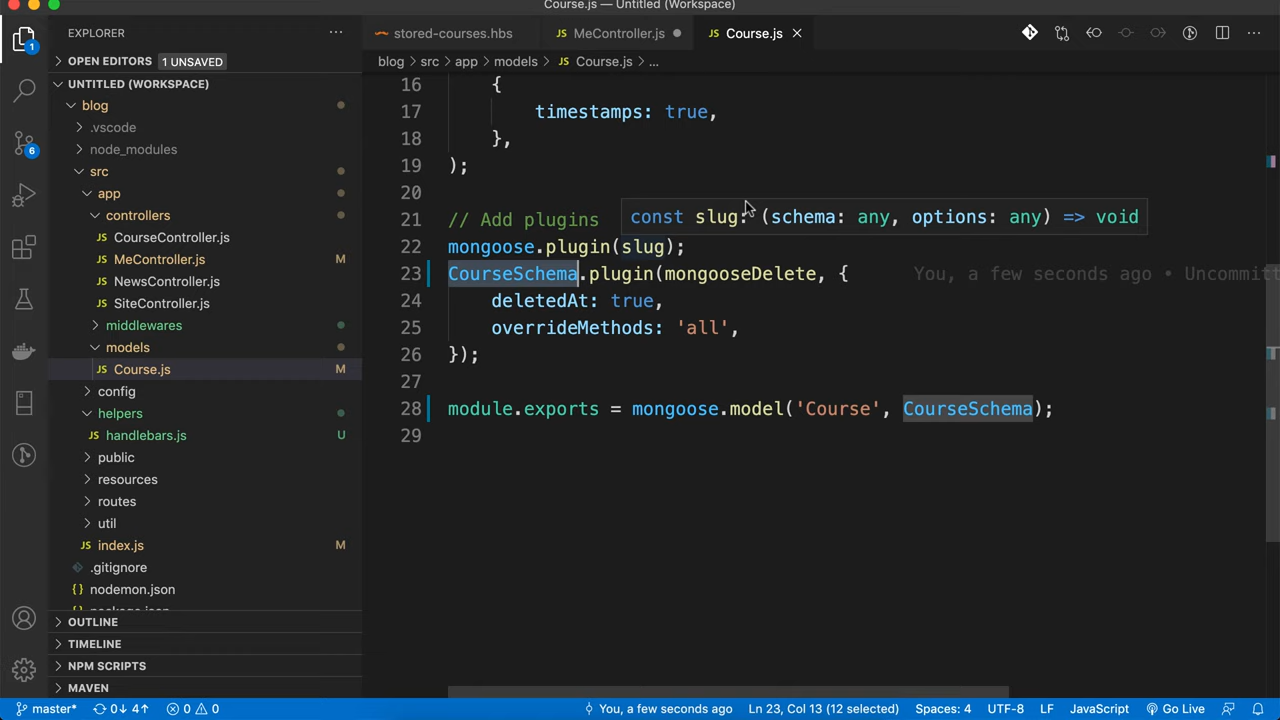 Course.js — Untitled (Workspace)
EXPLORER
OPEN EDITORS 1 UNSAVED
UNTITLED (WORKSPACE)
blog
.vscode
node_modules
src
app
controllers
CourseController.js
MeController.js M
NewsController.js
SiteController.js
middlewares
models
Course.js M
config
helpers
handlebars.js U
public
resources
routes
util
index.js M
.gitignore
nodemon.json
OUTLINE
TIMELINE
NPM SCRIPTS
MAVEN
1
6
stored-courses.hbs
JS MeController.js
JS Course.js
blog > src > app > models > JS Course.js > ...
16 {
17 timestamps: true,
18 },
19 );
20
21 // Add plugins
const slug: (schema: any, options: any) => void
22 mongoose.plugin(slug);
23 CourseSchema.plugin(mongooseDelete, { You, a few seconds ago • Uncommit
24 deletedAt: true,
25 overrideMethods: 'all',
26 });
27
28 module.exports = mongoose.model('Course', CourseSchema);
29
master* 0↓ 4↑ 0 0 You, a few seconds ago Ln 23, Col 13 (12 selected) Spaces: 4 UTF-8 LF JavaScript Go Live